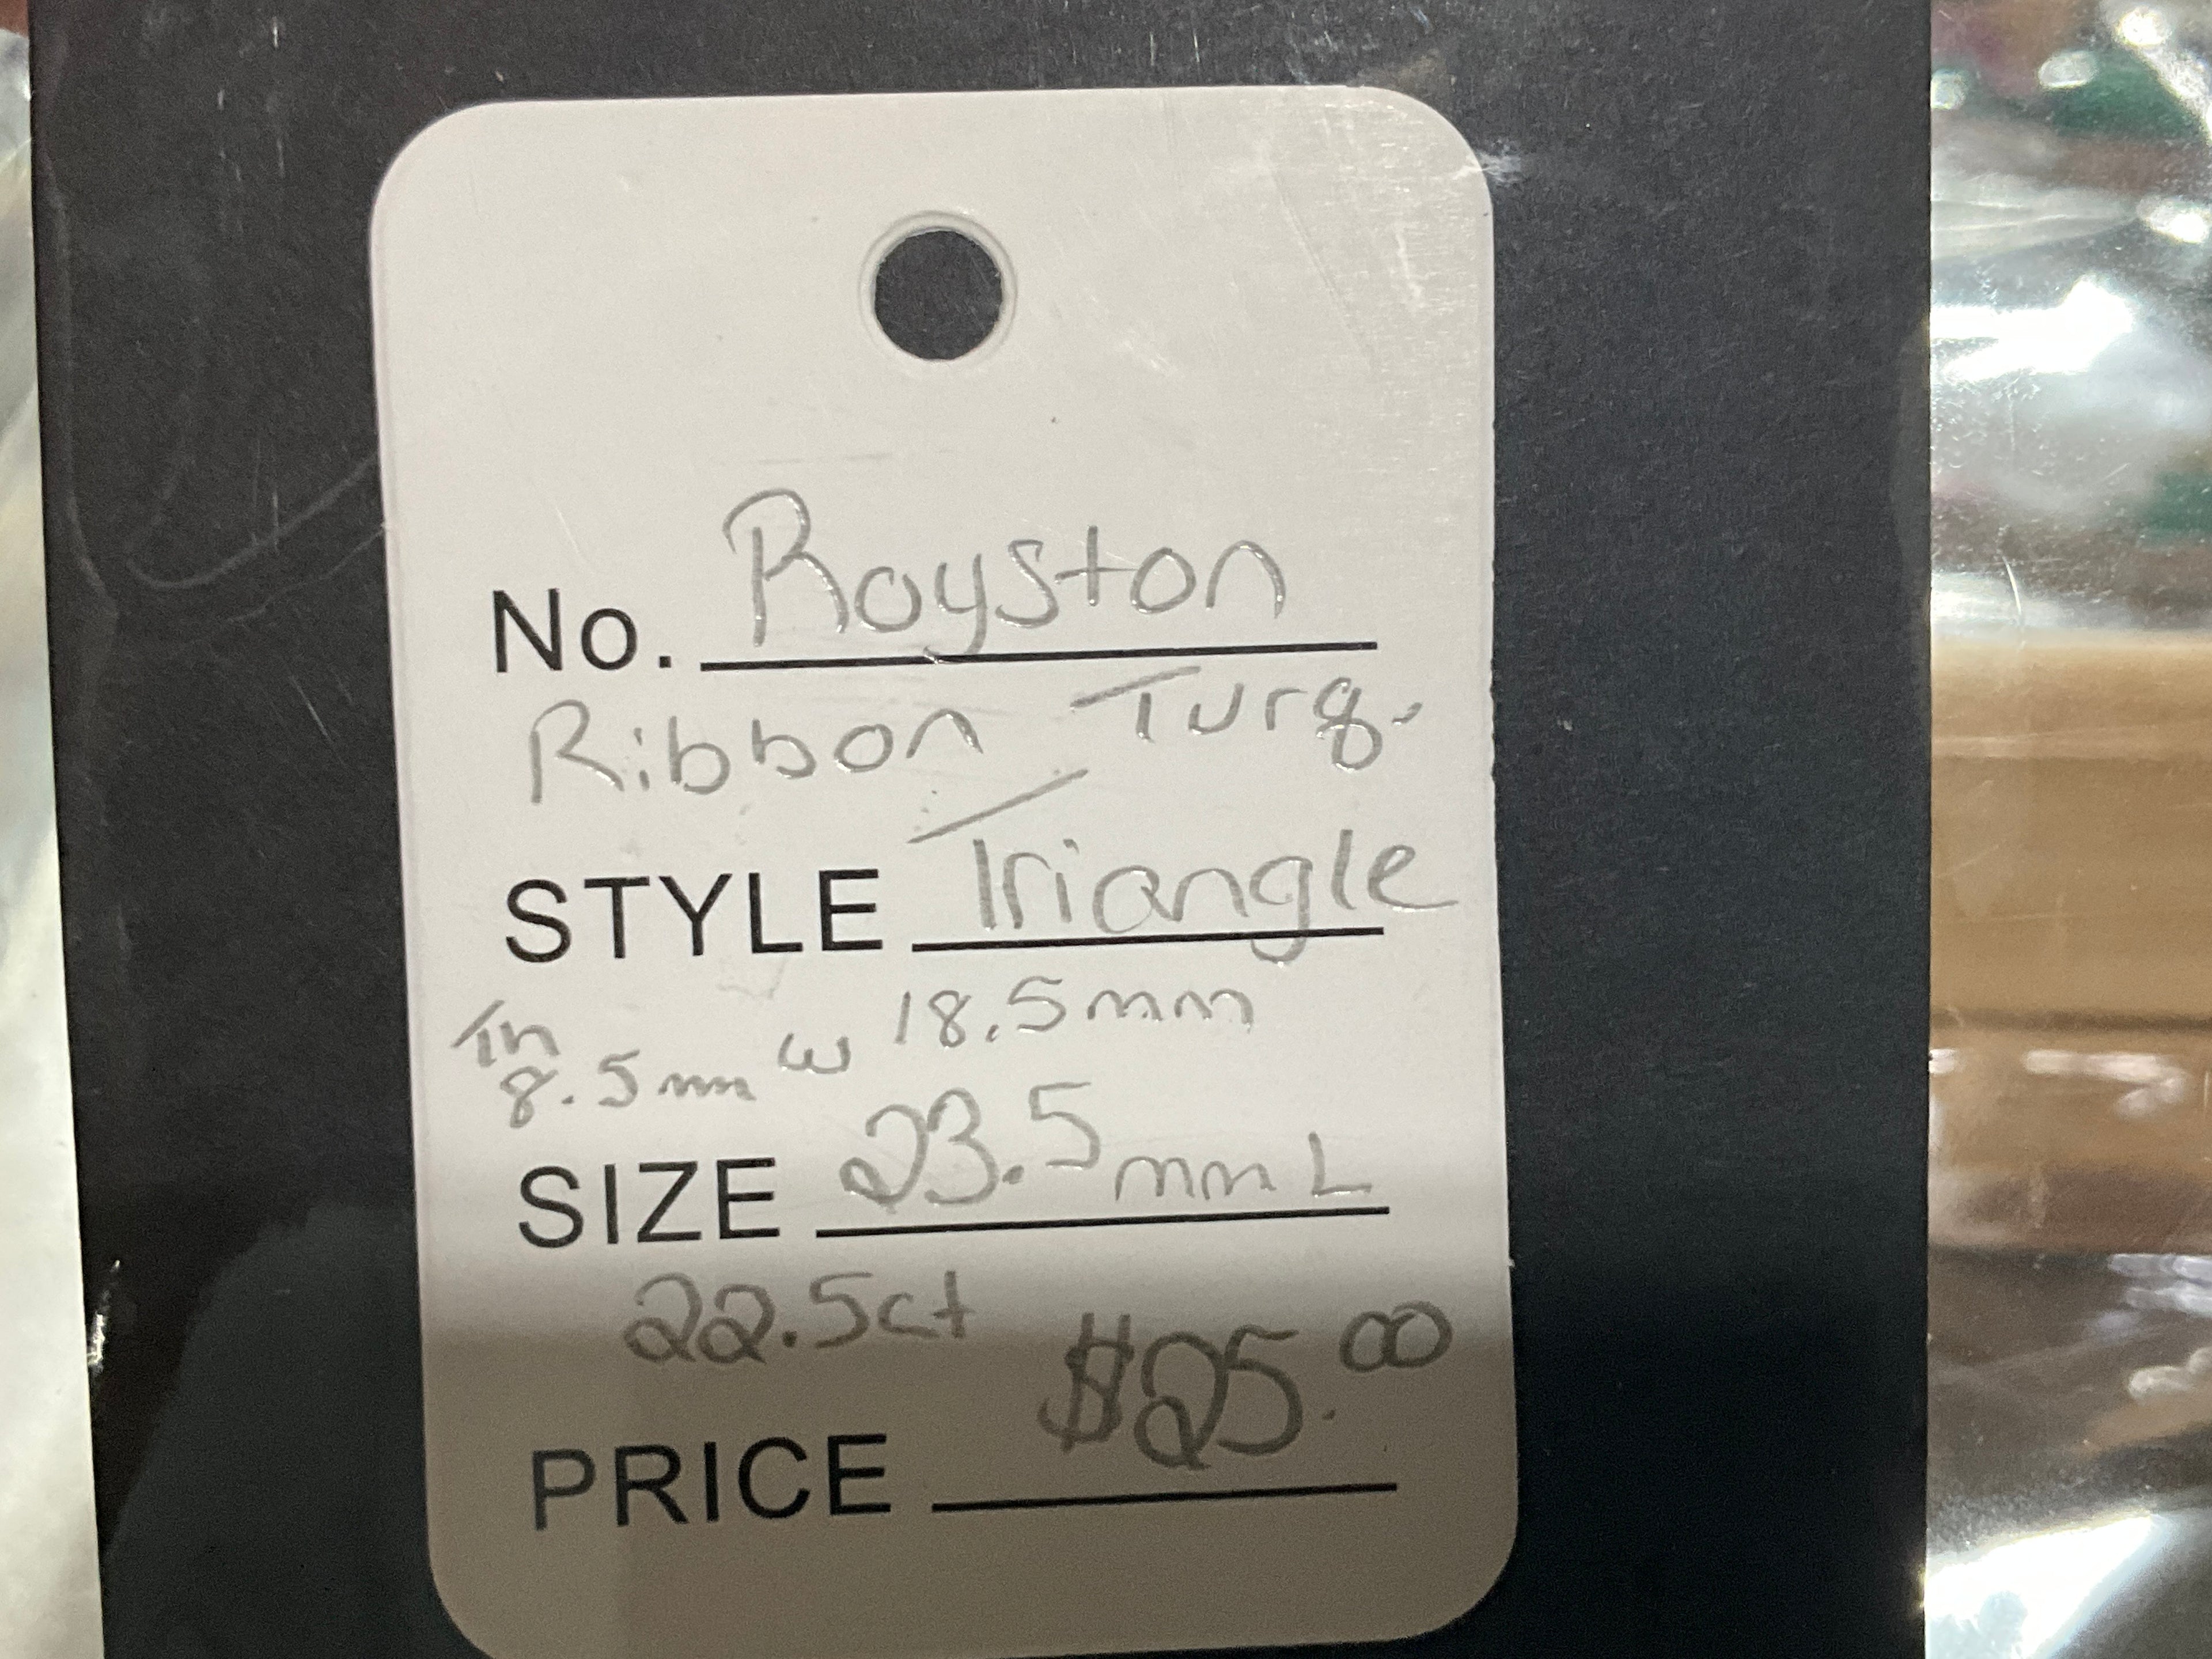 No. Royston
Ribbon Turq.
STYLE Triangle
Th 8.5mm w 18.5mm
SIZE 23.5mm L
22.5ct
PRICE $25.00